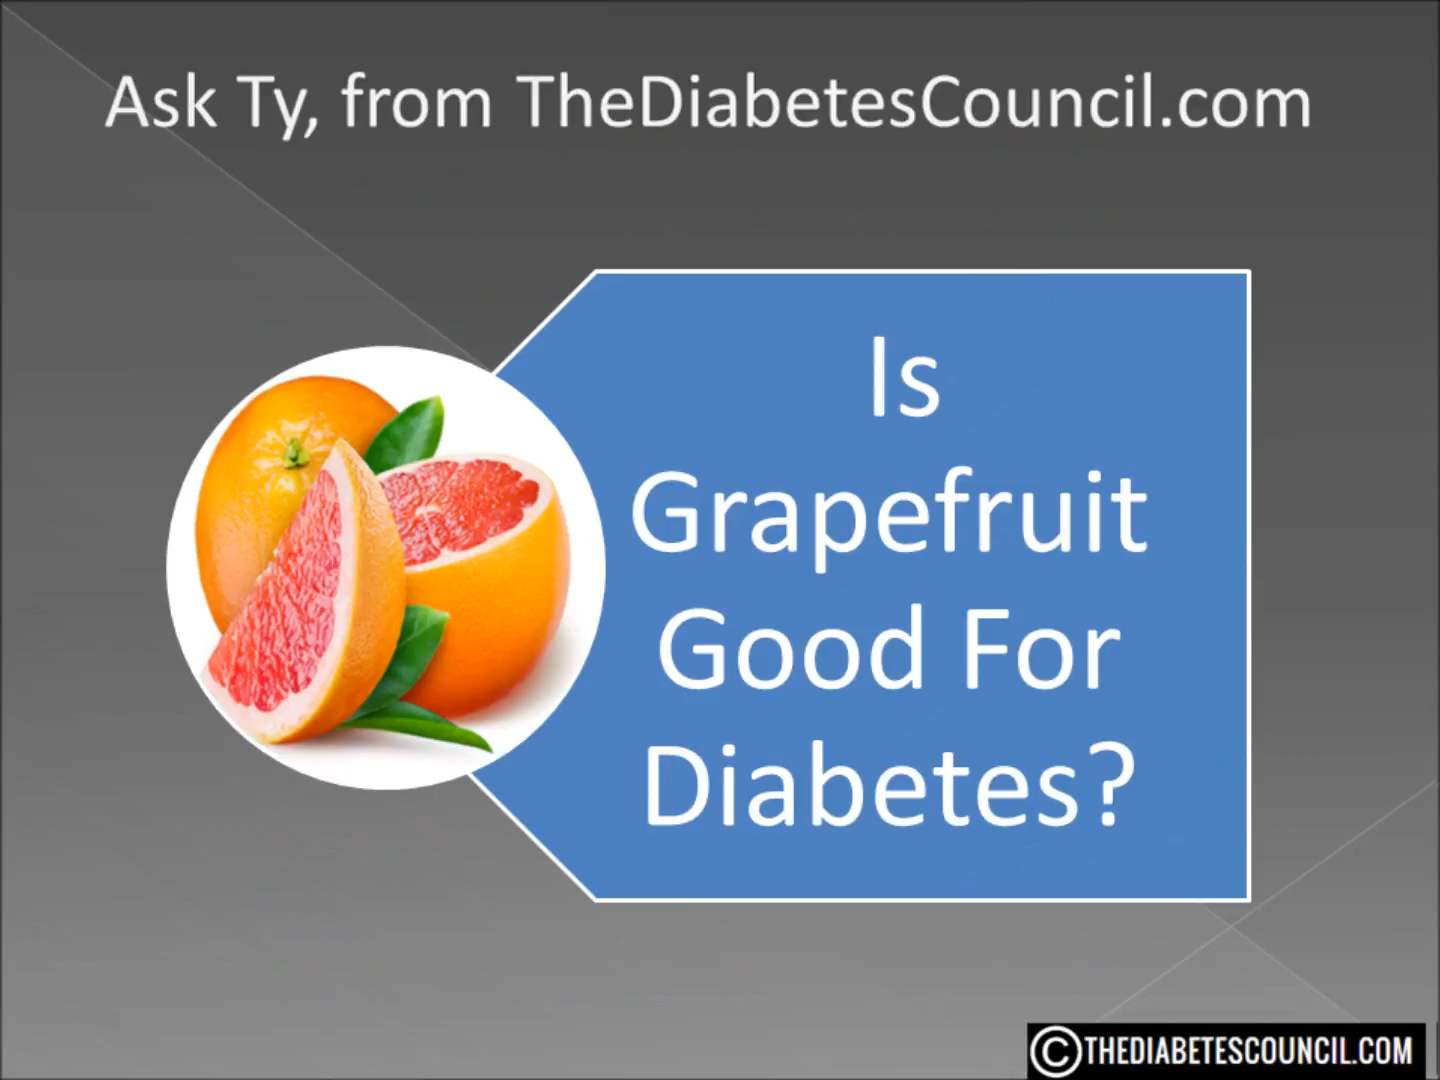 Ask Ty, from TheDiabetesCouncil.com
Is
Grapefruit
Good For
Diabetes?
©THEDIABETESCOUNCIL.COM